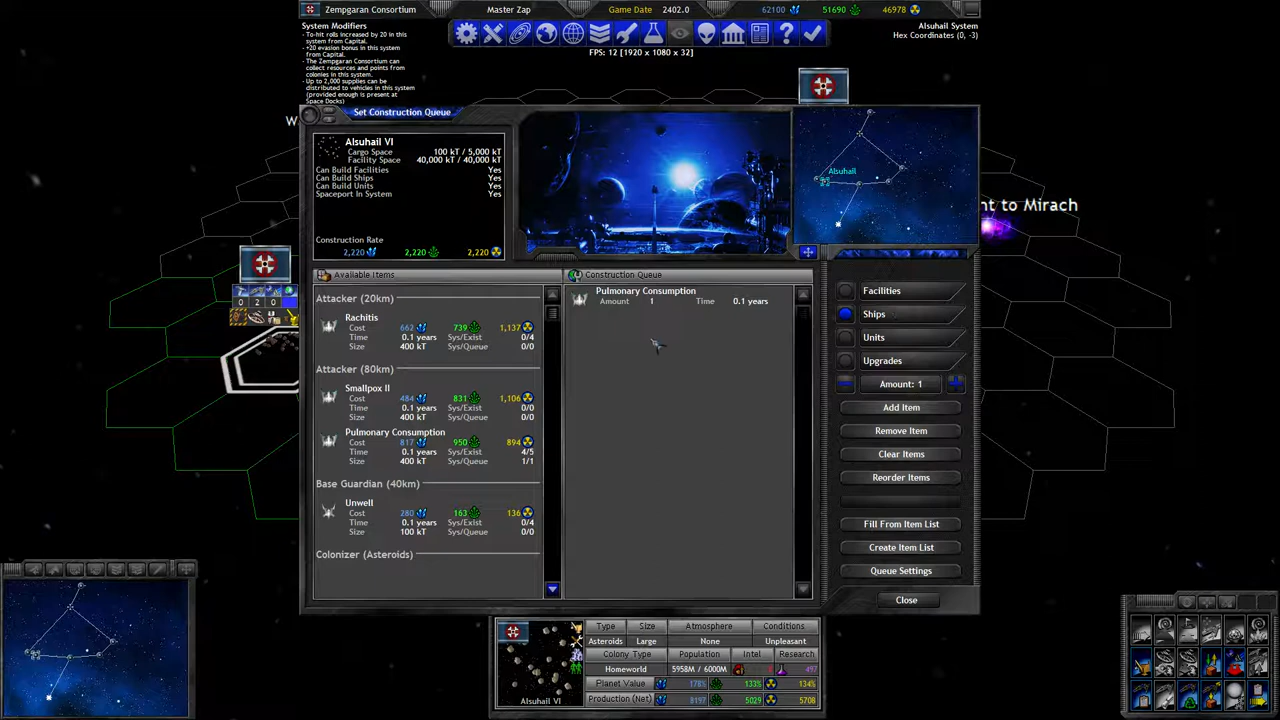 Zempgaran Consortium
Master Zap
Game Date 2402.0
62100
51690
46978
System Modifiers
- To-hit rolls increased by 20 in this system
from Capital.
- +20 evasion bonus in this system
from Capital.
- The Zempgaran Consortium can
collect resources and points from
colonies in this system.
- Up to 2,000 supplies can be
distributed to vehicles in this system
(provided enough is present at
Space Docks)
FPS: 12 [1920 x 1080 x 32]
Alsuhail System
Hex Coordinates (0, -3)
W
nt to Mirach
Set Construction Queue
Alsuhail VI
Cargo Space 100 kT / 5,000 kT
Facility Space 40,000 kT / 40,000 kT
Can Build Facilities Yes
Can Build Ships Yes
Can Build Units Yes
Spaceport In System Yes
Construction Rate
2,220 2,220 2,220
Alsuhail
Available Items
Attacker (20km)
Rachitis
Cost 662 739 1,137
Time 0.1 years Sys/Exist 0/4
Size 400 kT Sys/Queue 0/0
Attacker (80km)
Smallpox II
Cost 484 831 1,106
Time 0.1 years Sys/Exist 0/0
Size 400 kT Sys/Queue 0/0
Pulmonary Consumption
Cost 817 950 894
Time 0.1 years Sys/Exist 4/5
Size 400 kT Sys/Queue 1/1
Base Guardian (40km)
Unwell
Cost 280 163 136
Time 0.1 years Sys/Exist 0/4
Size 100 kT Sys/Queue 0/0
Colonizer (Asteroids)
Construction Queue
Pulmonary Consumption
Amount 1 Time 0.1 years
Facilities
Ships
Units
Upgrades
Amount: 1
Add Item
Remove Item
Clear Items
Reorder Items
Fill From Item List
Create Item List
Queue Settings
Close
0 2 0
Type Size Atmosphere Conditions
Asteroids Large None Unpleasant
Colony Type Population Intel Research
Homeworld 5958M / 6000M 497
Planet Value 178% 133% 134%
Production (Net) 8197 5029 5708
Alsuhail VI